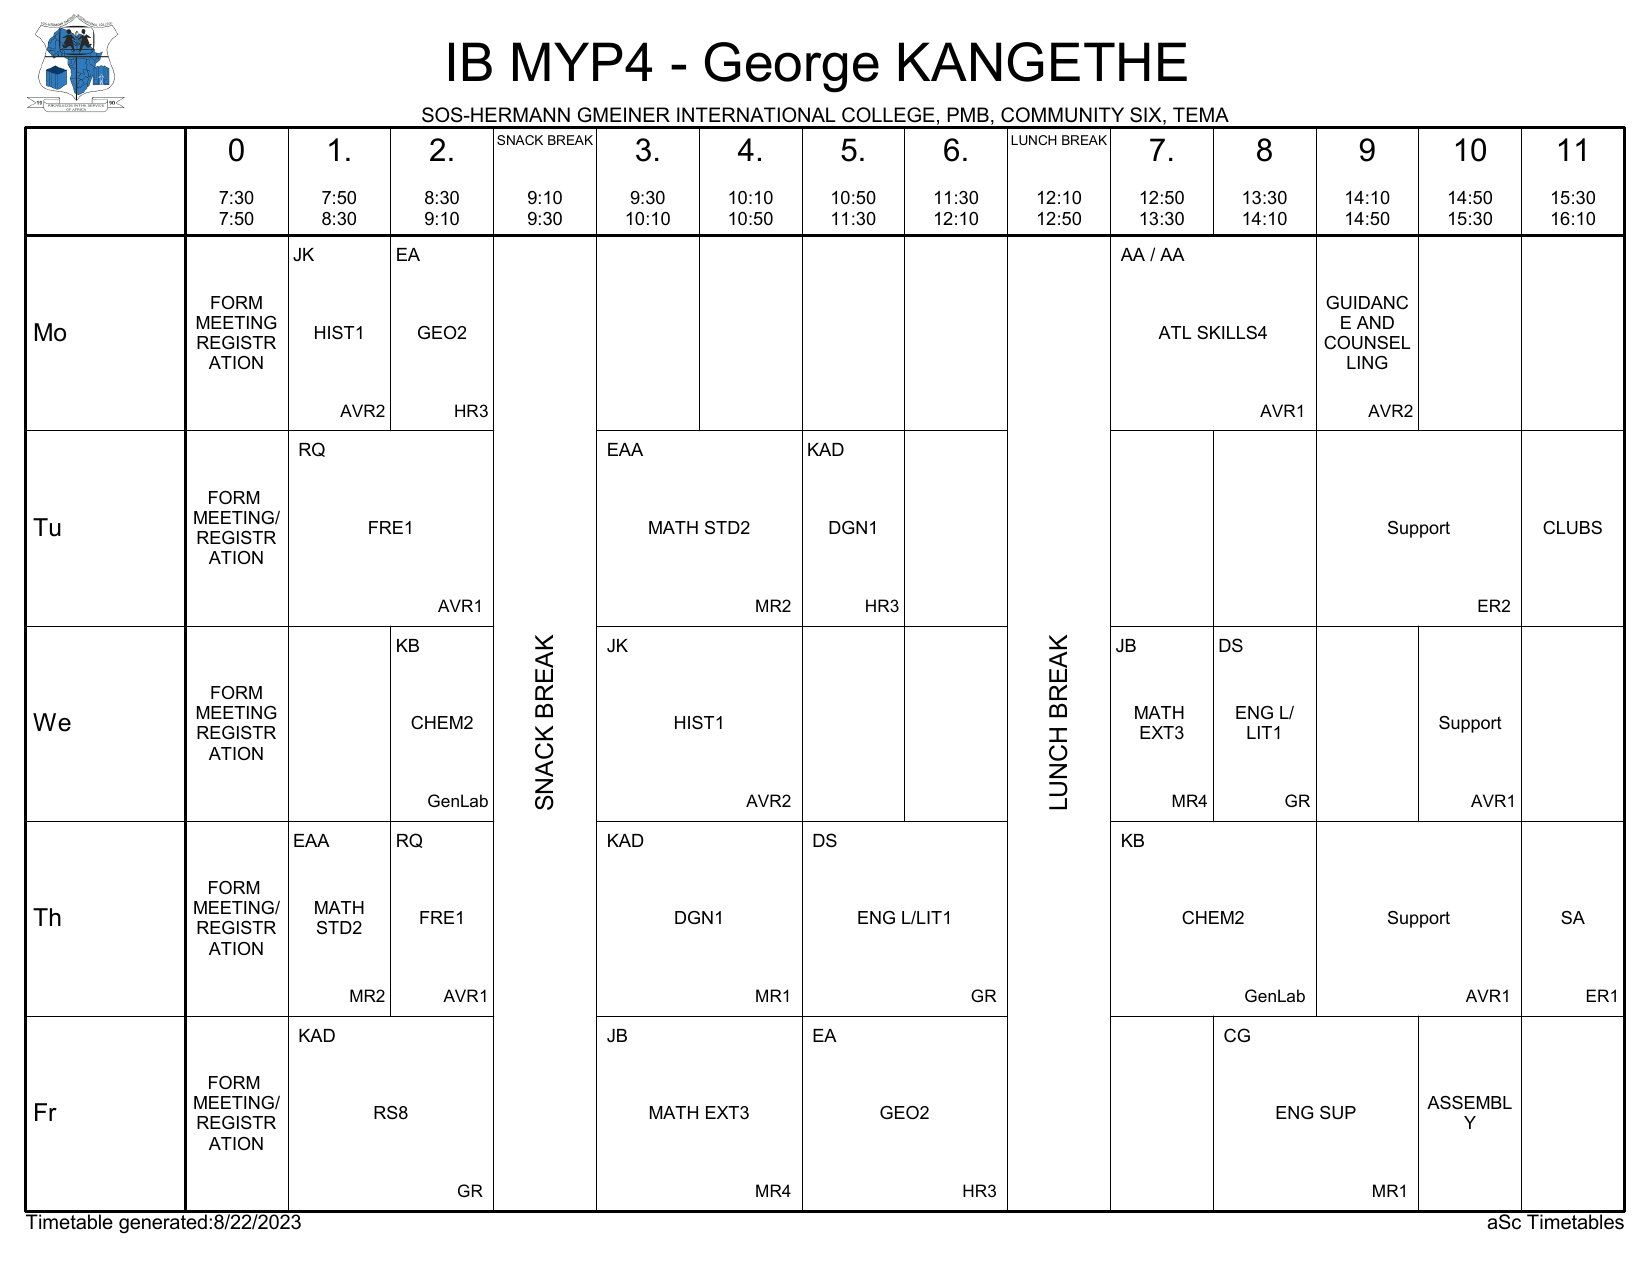 IB MYP4 - George KANGETHE
SOS-HERMANN GMEINER INTERNATIONAL COLLEGE, PMB, COMMUNITY SIX, TEMA
0 1. 2. SNACK BREAK 3. 4. 5. 6. LUNCH BREAK 7. 8 9 10 11
7:30 7:50 8:30 9:10 9:30 10:10 10:50 11:30 12:10 12:50 13:30 14:10 14:50 15:30
7:50 8:30 9:10 9:30 10:10 10:50 11:30 12:10 12:50 13:30 14:10 14:50 15:30 16:10
Mo
FORM
MEETING
REGISTR
ATION
JK
HIST1
AVR2
EA
GEO2
HR3
AA / AA
ATL SKILLS4
AVR1
GUIDANC
E AND
COUNSEL
LING
AVR2
Tu
FORM
MEETING/
REGISTR
ATION
RQ
FRE1
AVR1
EAA
MATH STD2
MR2
KAD
DGN1
HR3
Support
ER2
CLUBS
We
FORM
MEETING
REGISTR
ATION
KB
CHEM2
GenLab
SNACK BREAK
JK
HIST1
AVR2
LUNCH BREAK
JB
MATH
EXT3
MR4
DS
ENG L/
LIT1
GR
Support
AVR1
Th
FORM
MEETING/
REGISTR
ATION
EAA
MATH
STD2
MR2
RQ
FRE1
AVR1
KAD
DGN1
MR1
DS
ENG L/LIT1
GR
KB
CHEM2
GenLab
Support
AVR1
SA
ER1
Fr
FORM
MEETING/
REGISTR
ATION
KAD
RS8
GR
JB
MATH EXT3
MR4
EA
GEO2
HR3
CG
ENG SUP
MR1
ASSEMBL
Y
Timetable generated:8/22/2023
aSc Timetables